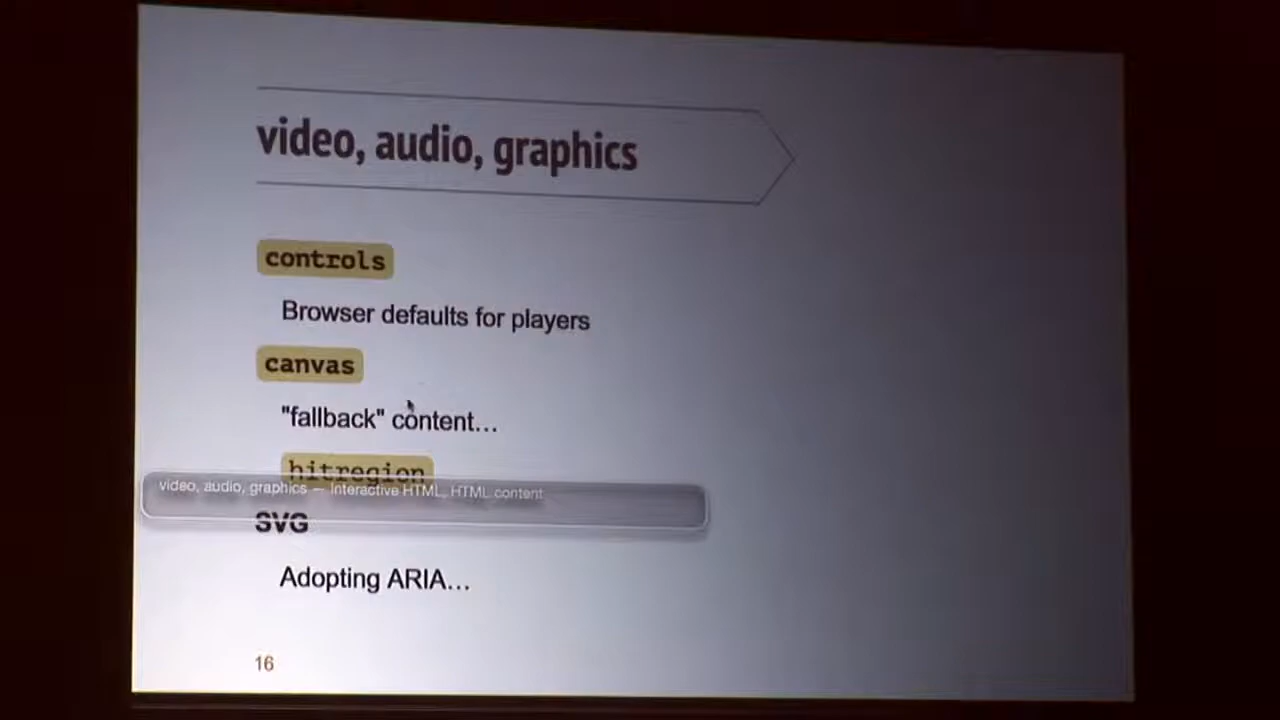 video, audio, graphics
controls
Browser defaults for players
canvas
"fallback" content…
hitregion
video, audio, graphics — Interactive HTML, HTML content
SVG
Adopting ARIA…
16